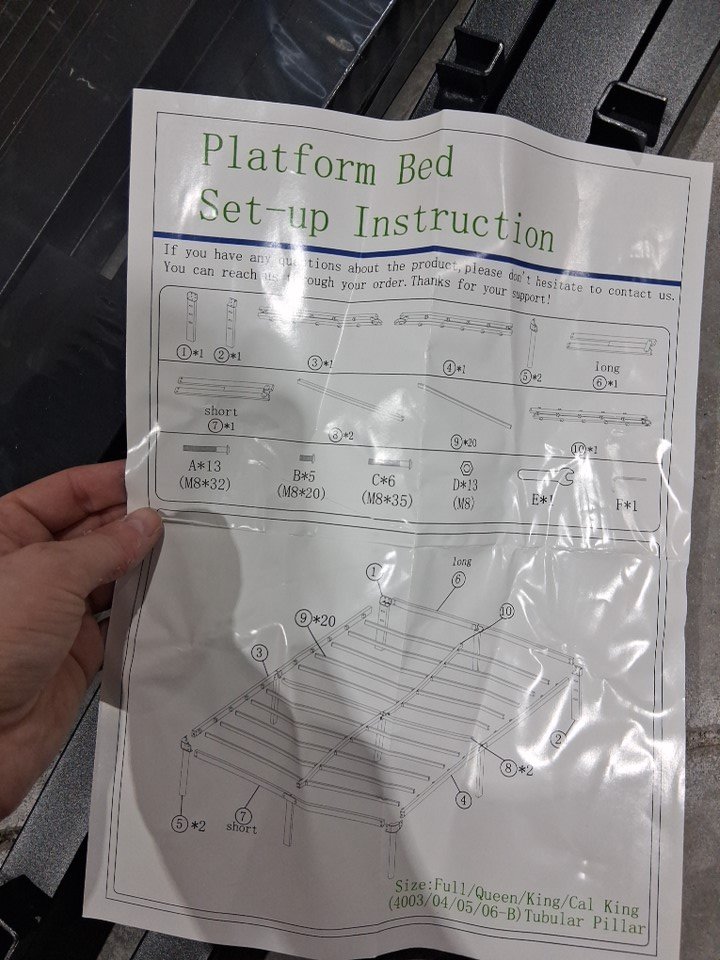 Platform Bed
Set-up Instruction
If you have any questions about the product, please don't hesitate to contact us.
You can reach us through your order. Thanks for your support!
①*1 ②*1 ③*1 ④*1 ⑤*2 long ⑥*1
short ⑦*1 ⑧*2 ⑨*20 ⑩*1
A*13 B*5 C*6 D*13 E*1 F*1
(M8*32) (M8*20) (M8*35) (M8)
long
① ⑥
⑨*20 ⑩
③
②
⑧*2
④
⑤*2 ⑦
short
Size:Full/Queen/King/Cal King
(4003/04/05/06-B)Tubular Pillar